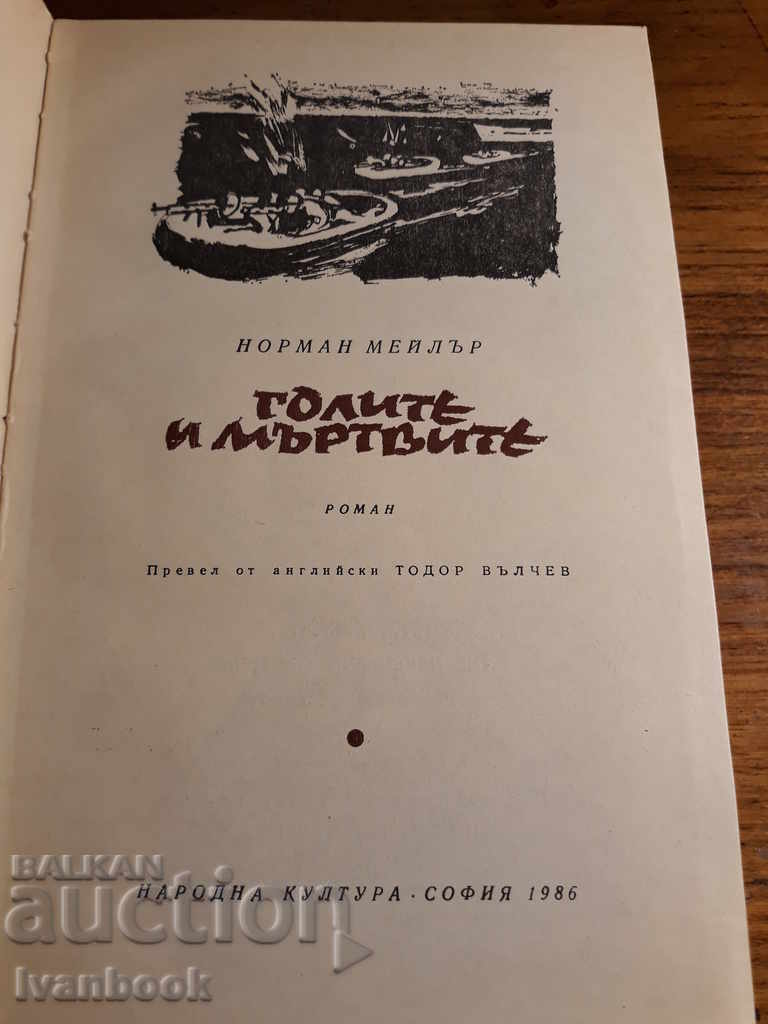 НОРМАН МЕЙЛЪР
ГОЛИТЕ
И МЪРТВИТЕ
РОМАН
Превел от английски ТОДОР ВЪЛЧЕВ
НАРОДНА КУЛТУРА · СОФИЯ 1986
BALKAN
auction
Ivanbook